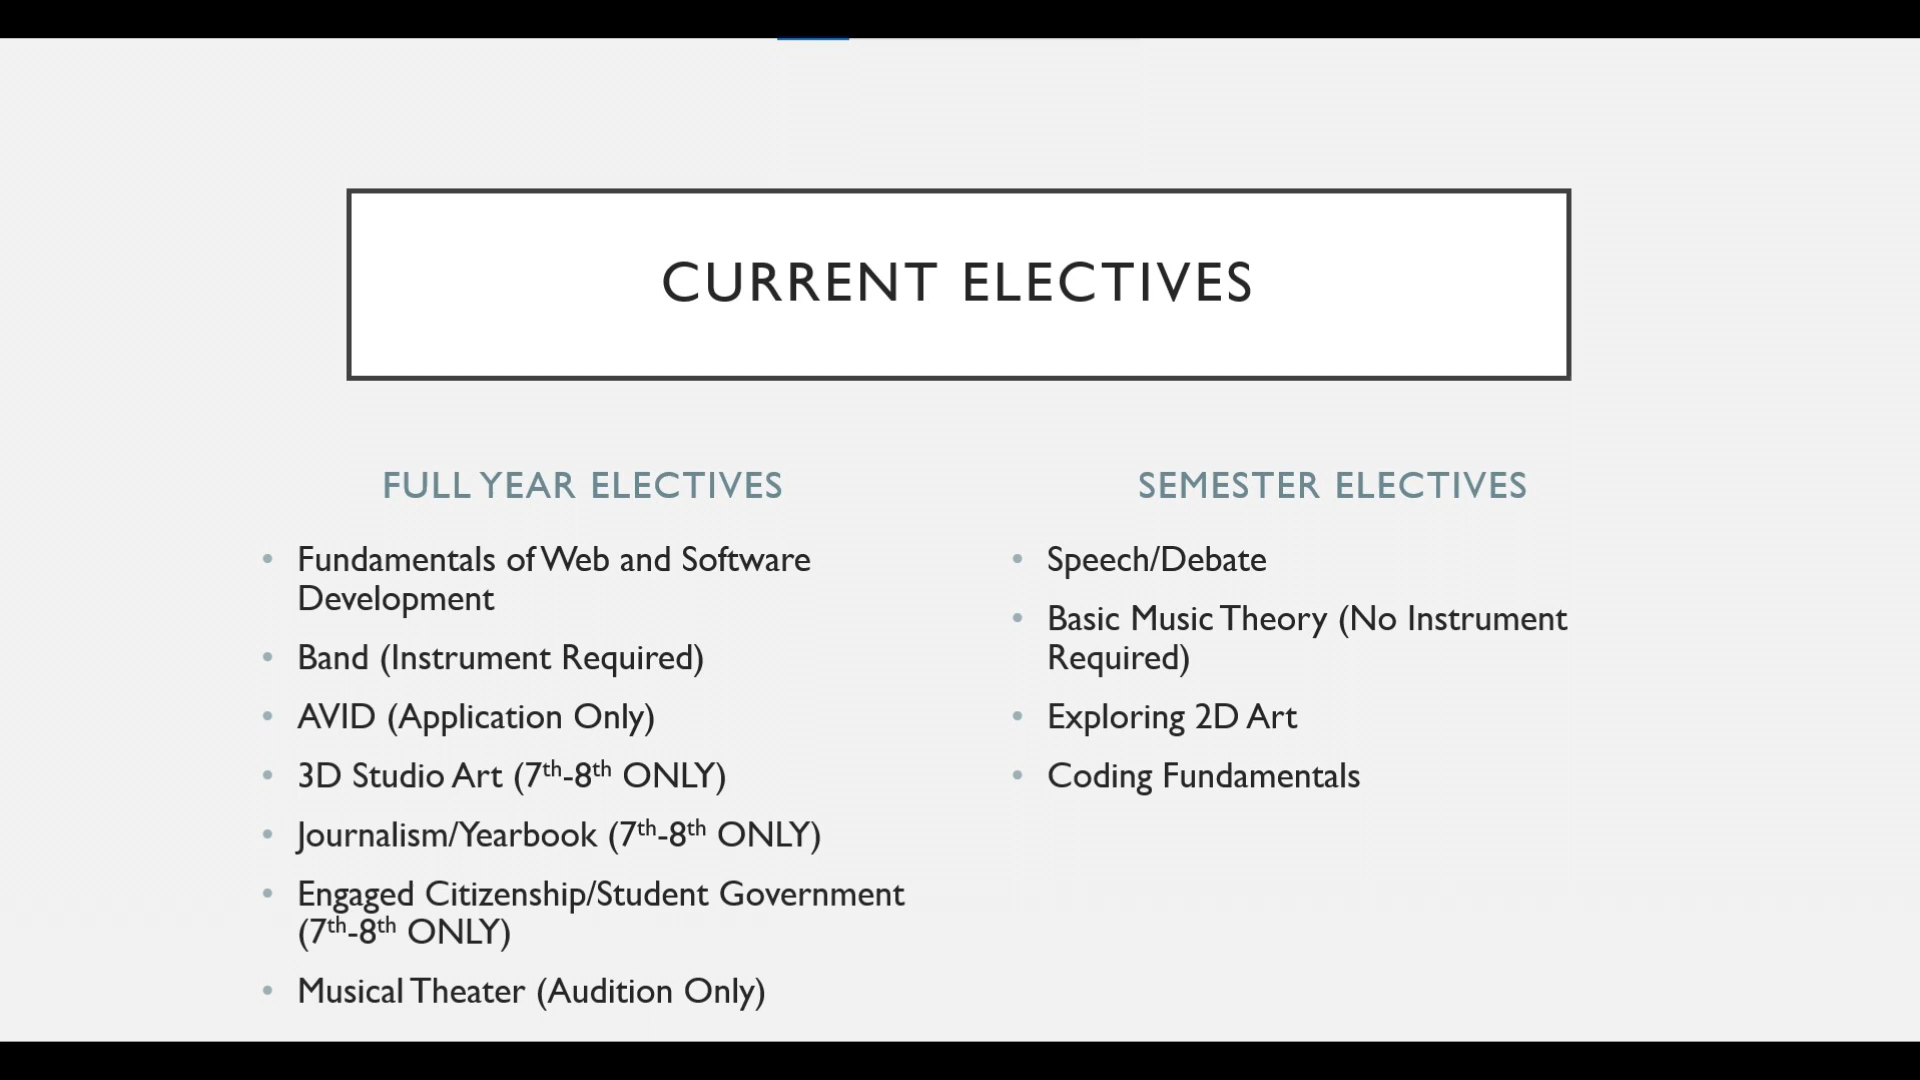 CURRENT ELECTIVES
FULL YEAR ELECTIVES
• Fundamentals of Web and Software
Development
• Band (Instrument Required)
• AVID (Application Only)
• 3D Studio Art (7th-8th ONLY)
• Journalism/Yearbook (7th-8th ONLY)
• Engaged Citizenship/Student Government
(7th-8th ONLY)
• Musical Theater (Audition Only)
SEMESTER ELECTIVES
• Speech/Debate
• Basic Music Theory (No Instrument
Required)
• Exploring 2D Art
• Coding Fundamentals